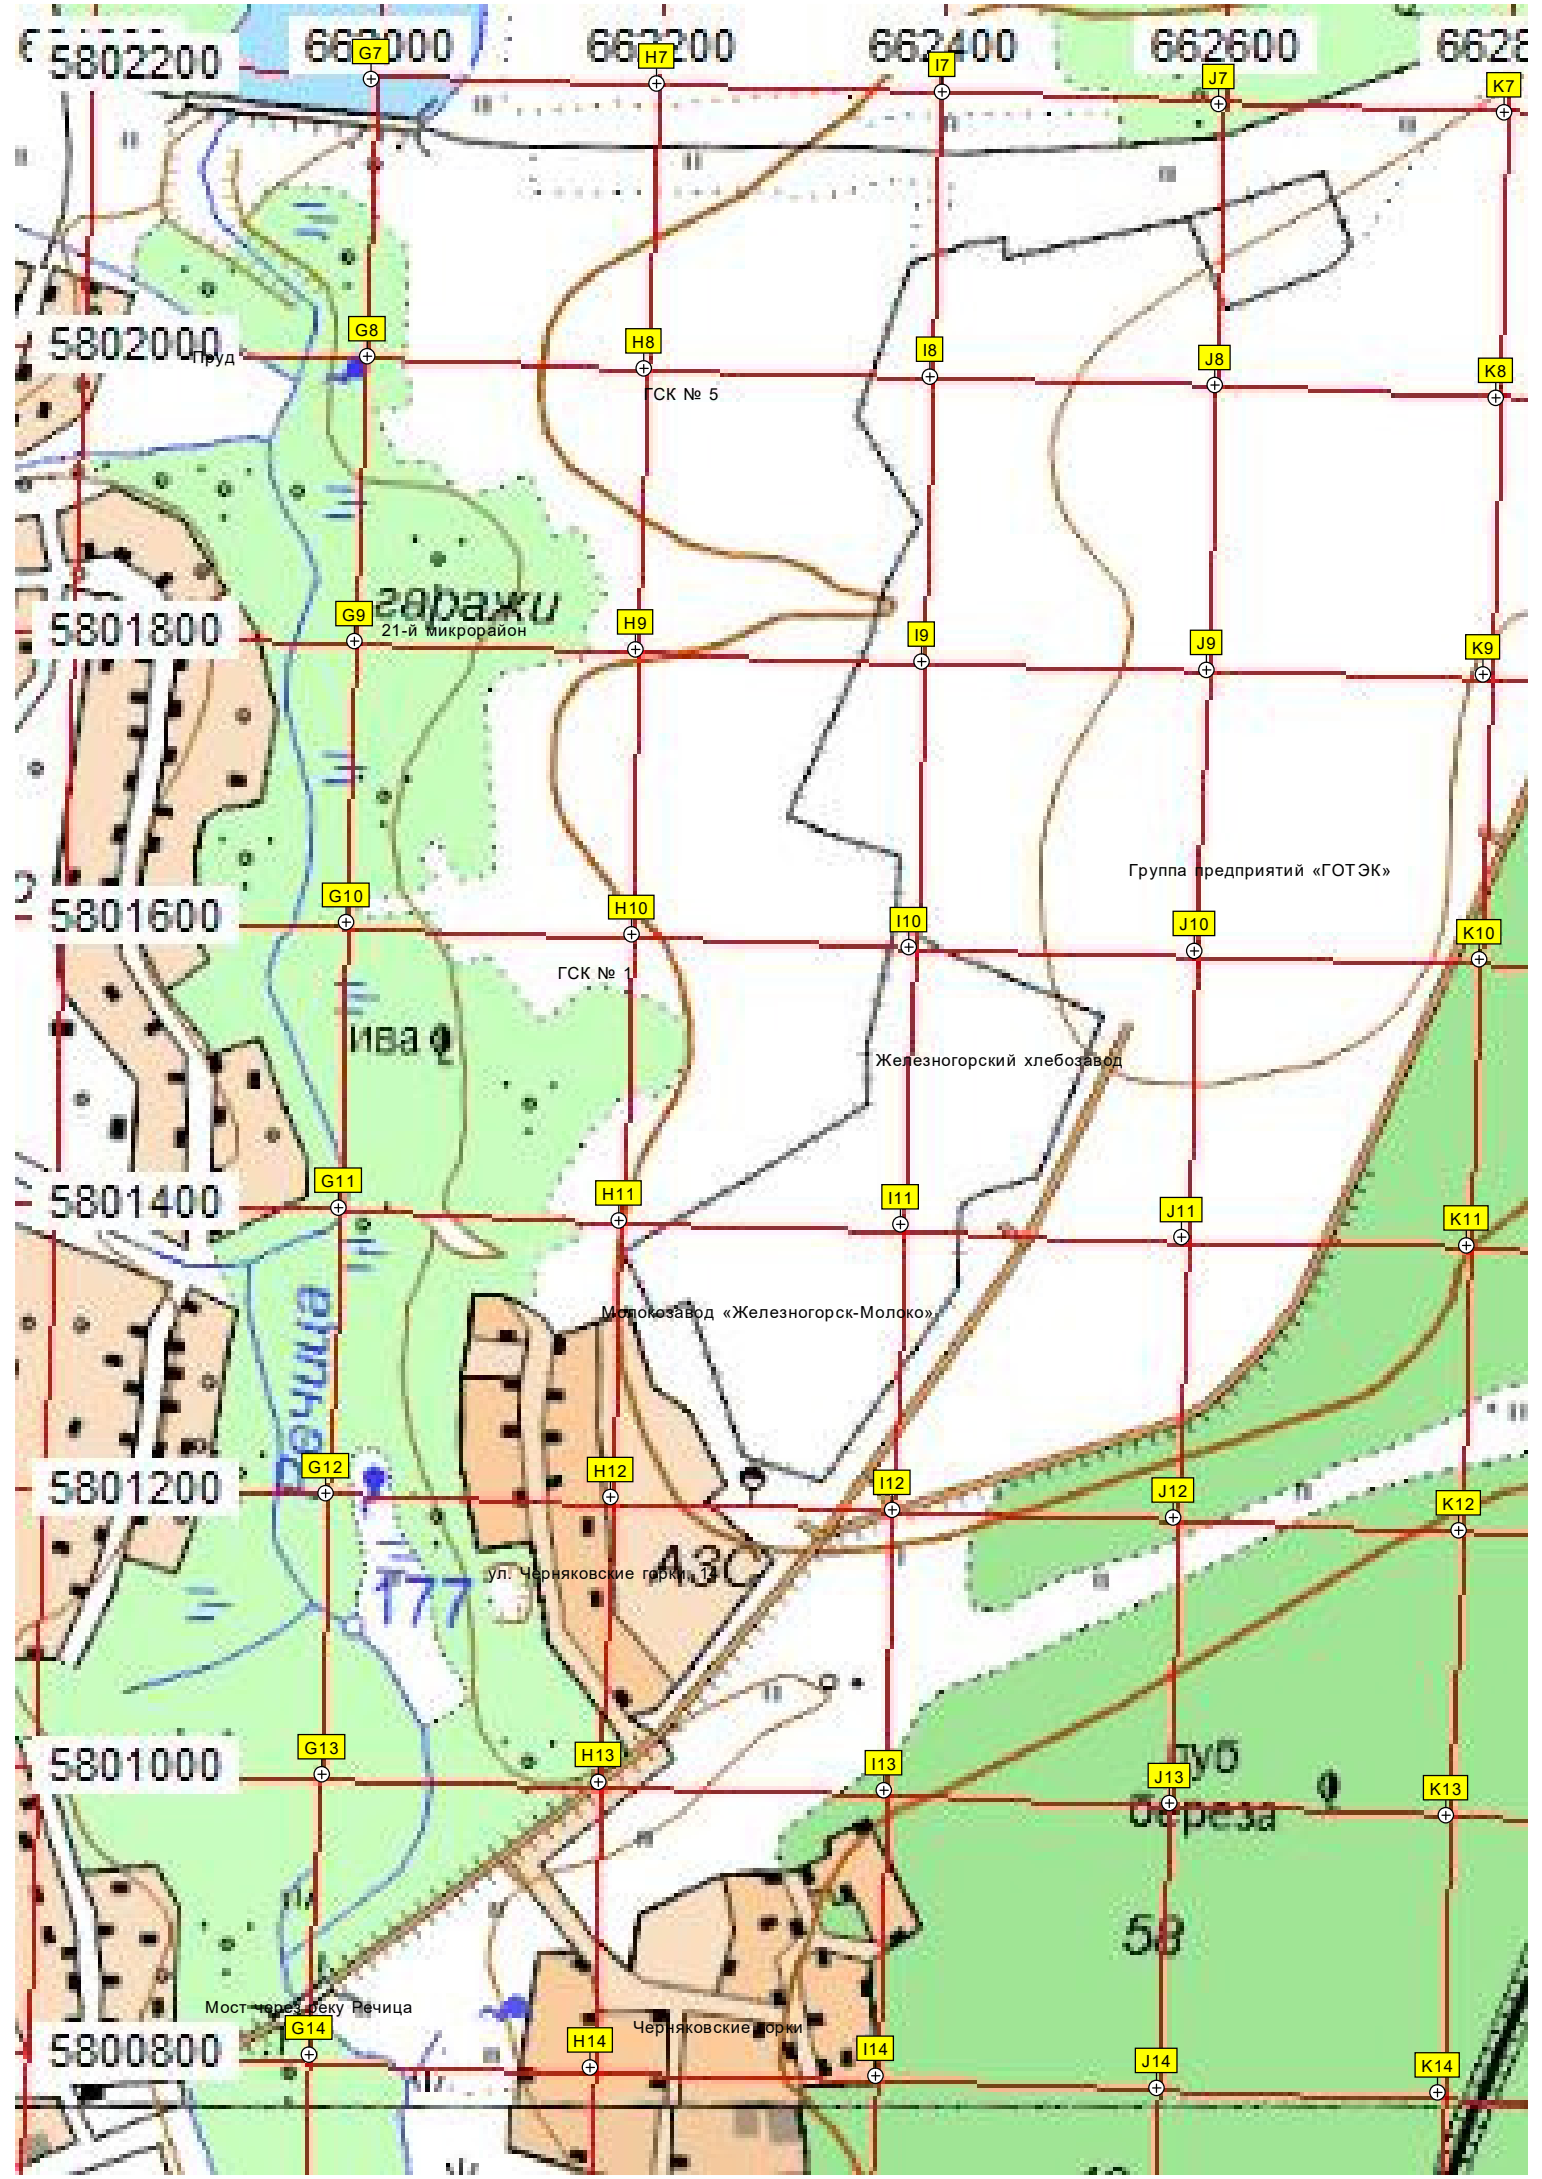 662000 662200 662400 662600 6628
5802200
G7 H7 I7 J7 K7
5802000
G8 H8 I8 J8 K8
Пруд
ГСК № 5
гаражи
5801800
G9 H9 I9 J9 K9
21-й микрорайон
Группа предприятий «ГОТЭК»
5801600
G10 H10 I10 J10 K10
ГСК № 1
ива
Железногорский хлебозавод
5801400
G11 H11 I11 J11 K11
Молокозавод «Железногорск-Молоко»
Речица
5801200
G12 H12 I12 J12 K12
АЗС
ул. Черняковские горки, 14
177
5801000
G13 H13 I13 J13 K13
дуб
береза
58
Мост через реку Речица
Черняковские горки
5800800
G14 H14 I14 J14 K14